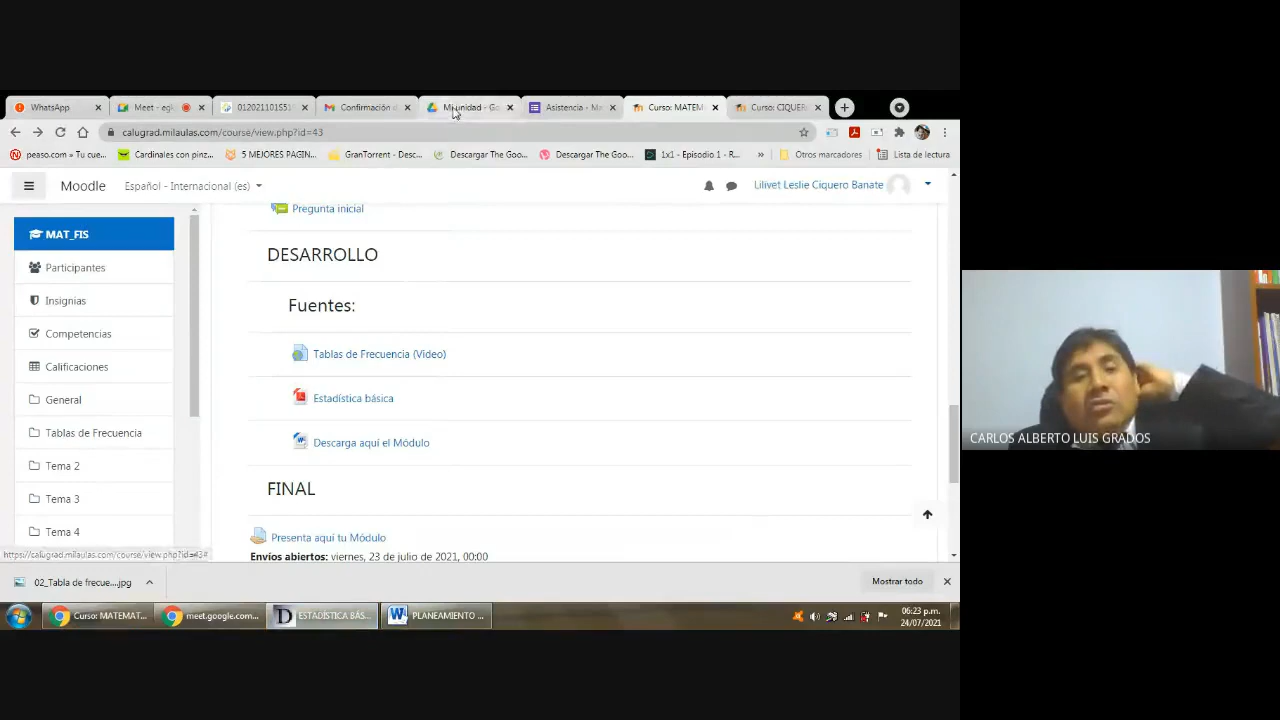 WhatsApp
Meet - eg
012021101S51
Confirmación d
Mi unidad - Go
Asistencia - Ma
Curso: MATEM
Curso: CIQUER
calugrad.milaulas.com/course/view.php?id=43
peaso.com » Tu cue...
Cardinales con pinz...
5 MEJORES PAGIN...
GranTorrent - Desc...
Descargar The Goo...
Descargar The Goo...
1x1 - Episodio 1 - R...
»
Otros marcadores
Lista de lectura
Moodle
Español - Internacional (es)
Lilivet Leslie Ciquero Banate
MAT_FIS
Participantes
Insignias
Competencias
Calificaciones
General
Tablas de Frecuencia
Tema 2
Tema 3
Tema 4
Pregunta inicial
DESARROLLO
Fuentes:
Tablas de Frecuencia (Vídeo)
Estadística básica
Descarga aquí el Módulo
FINAL
Presenta aquí tu Módulo
Envíos abiertos: viernes, 23 de julio de 2021, 00:00
https://calugrad.milaulas.com/course/view.php?id=43#
02_Tabla de frecue....jpg
Mostrar todo
Curso: MATEMAT...
meet.google.com...
ESTADÍSTICA BÁS...
PLANEAMIENTO ...
06:23 p.m.
24/07/2021
CARLOS ALBERTO LUIS GRADOS